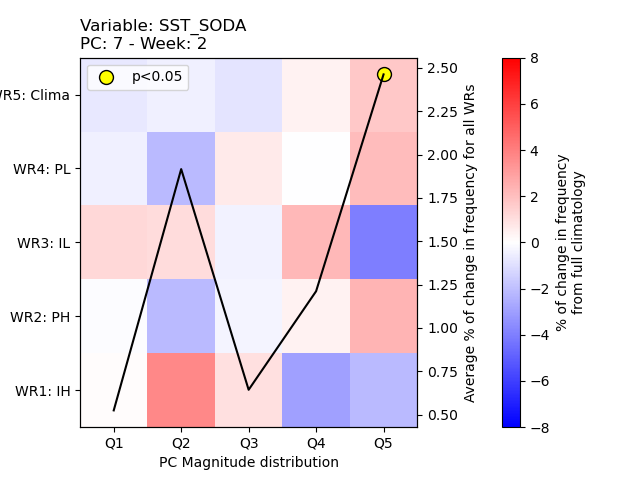 Variable: SST_SODA
PC: 7 - Week: 2
p<0.05
WR5: Clima
WR4: PL
WR3: IL
WR2: PH
WR1: IH
Q1 Q2 Q3 Q4 Q5
PC Magnitude distribution
2.50
2.25
2.00
1.75
1.50
1.25
1.00
0.75
0.50
Average % of change in frequency for all WRs
8
6
4
2
0
−2
−4
−6
−8
% of change in frequency
from full climatology